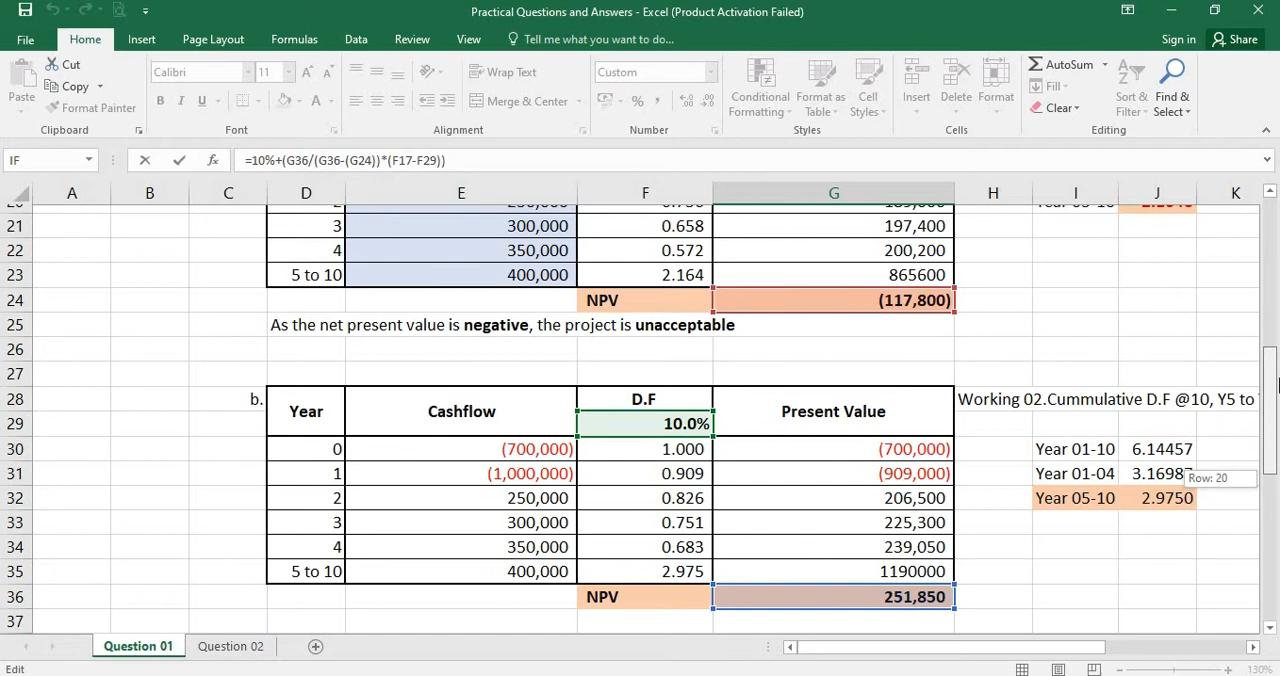 Practical Questions and Answers - Excel (Product Activation Failed)
File Home Insert Page Layout Formulas Data Review View Tell me what you want to do... Sign in Share
Paste Cut Copy Format Painter Clipboard
Calibri 11 B I U A Font
Wrap Text Merge & Center Alignment
Custom % , Number
Conditional Formatting Format as Table Cell Styles Styles
Insert Delete Format Cells
AutoSum Fill Clear Sort & Filter Find & Select Editing
IF fx =10%+(G36/(G36-(G24))*(F17-F29))
A B C D E F G H I J K
21 3 300,000 0.658 197,400
22 4 350,000 0.572 200,200
23 5 to 10 400,000 2.164 865600
24 NPV (117,800)
25 As the net present value is negative, the project is unacceptable
26
27
28 b. Year Cashflow D.F Present Value Working 02.Cummulative D.F @10, Y5 to
29 10.0%
30 0 (700,000) 1.000 (700,000) Year 01-10 6.14457
31 1 (1,000,000) 0.909 (909,000) Year 01-04 Row: 20
32 2 250,000 0.826 206,500 Year 05-10 2.9750
33 3 300,000 0.751 225,300
34 4 350,000 0.683 239,050
35 5 to 10 400,000 2.975 1190000
36 NPV 251,850
37
Question 01 Question 02
Edit 130%